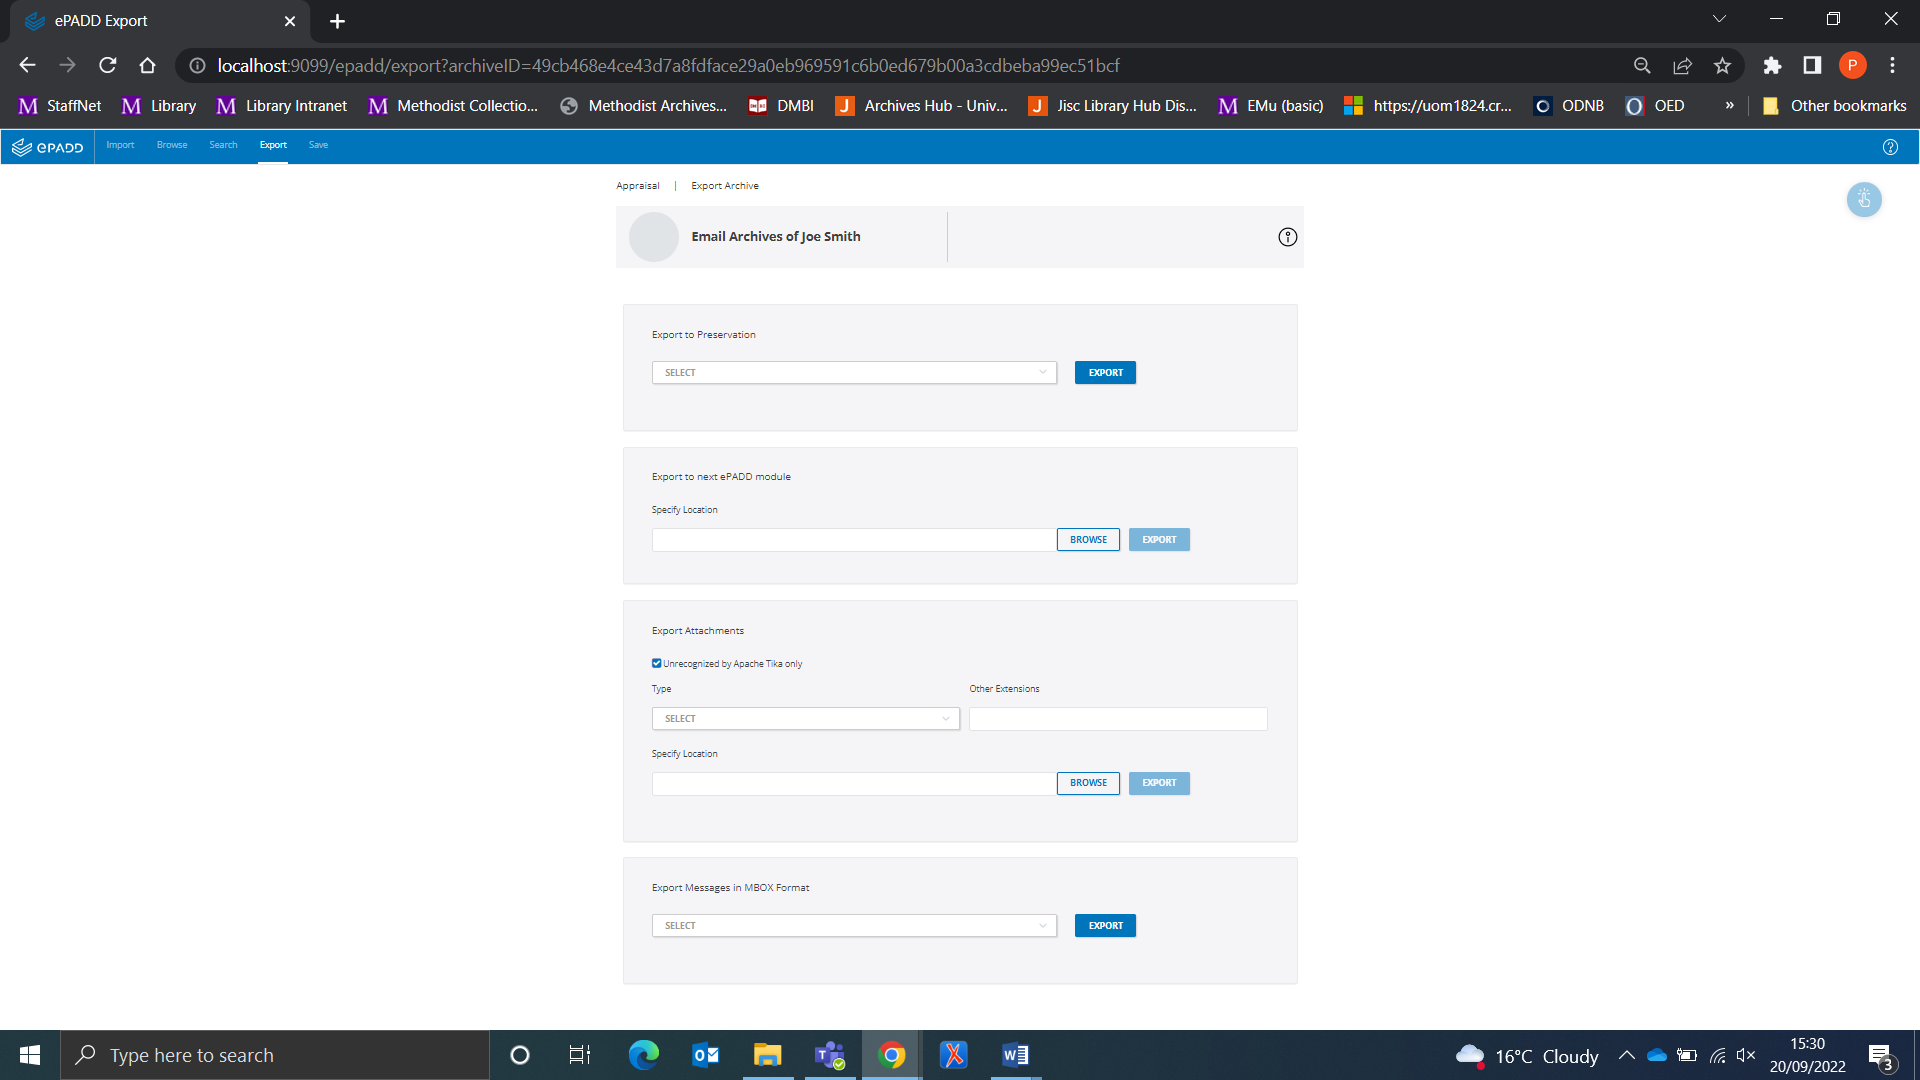 ePADD Export
localhost:9099/epadd/export?archiveID=49cb468e4ce43d7a8fdface29a0eb969591c6b0ed679b00a3cdbeba99ec51bcf
P
StaffNet Library Library Intranet Methodist Collectio... Methodist Archives... DMBI Archives Hub - Univ... Jisc Library Hub Dis... EMu (basic) https://uom1824.cr... ODNB OED » Other bookmarks
ePADD Import Browse Search Export Save
Appraisal | Export Archive
Email Archives of Joe Smith
Export to Preservation
SELECT EXPORT
Export to next ePADD module
Specify Location
BROWSE EXPORT
Export Attachments
Unrecognized by Apache Tika only
Type Other Extensions
SELECT
Specify Location
BROWSE EXPORT
Export Messages in MBOX Format
SELECT EXPORT
Type here to search
16°C Cloudy
15:30
20/09/2022
3